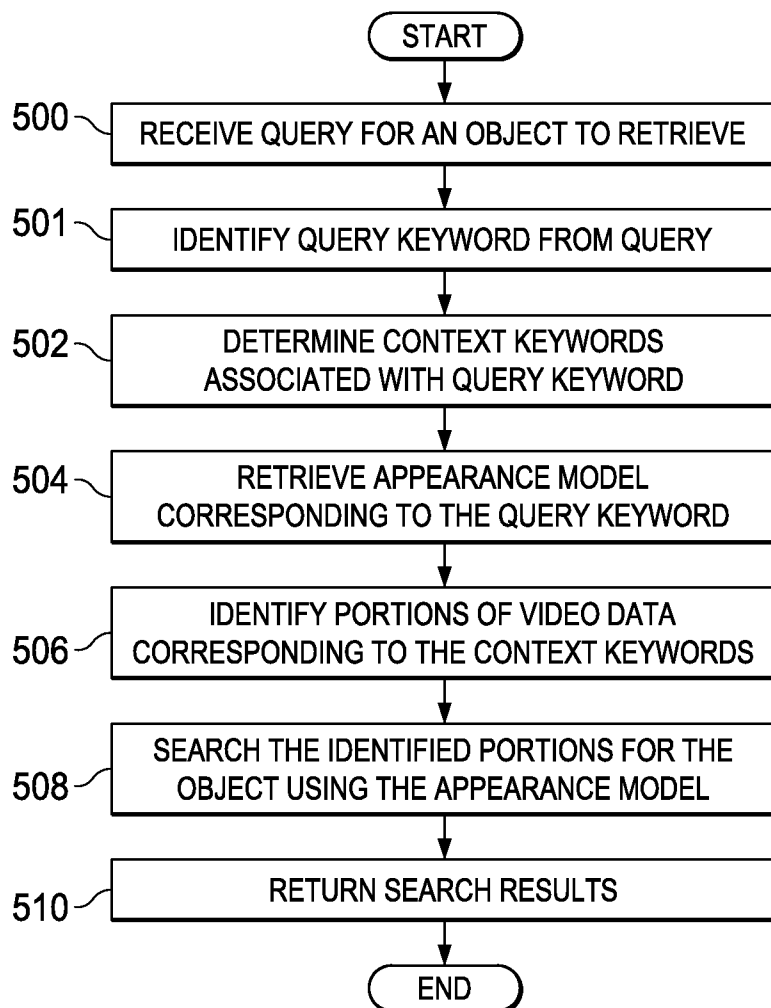 START
500
RECEIVE QUERY FOR AN OBJECT TO RETRIEVE
501
IDENTIFY QUERY KEYWORD FROM QUERY
502
DETERMINE CONTEXT KEYWORDS
ASSOCIATED WITH QUERY KEYWORD
504
RETRIEVE APPEARANCE MODEL
CORRESPONDING TO THE QUERY KEYWORD
506
IDENTIFY PORTIONS OF VIDEO DATA
CORRESPONDING TO THE CONTEXT KEYWORDS
508
SEARCH THE IDENTIFIED PORTIONS FOR THE
OBJECT USING THE APPEARANCE MODEL
510
RETURN SEARCH RESULTS
END